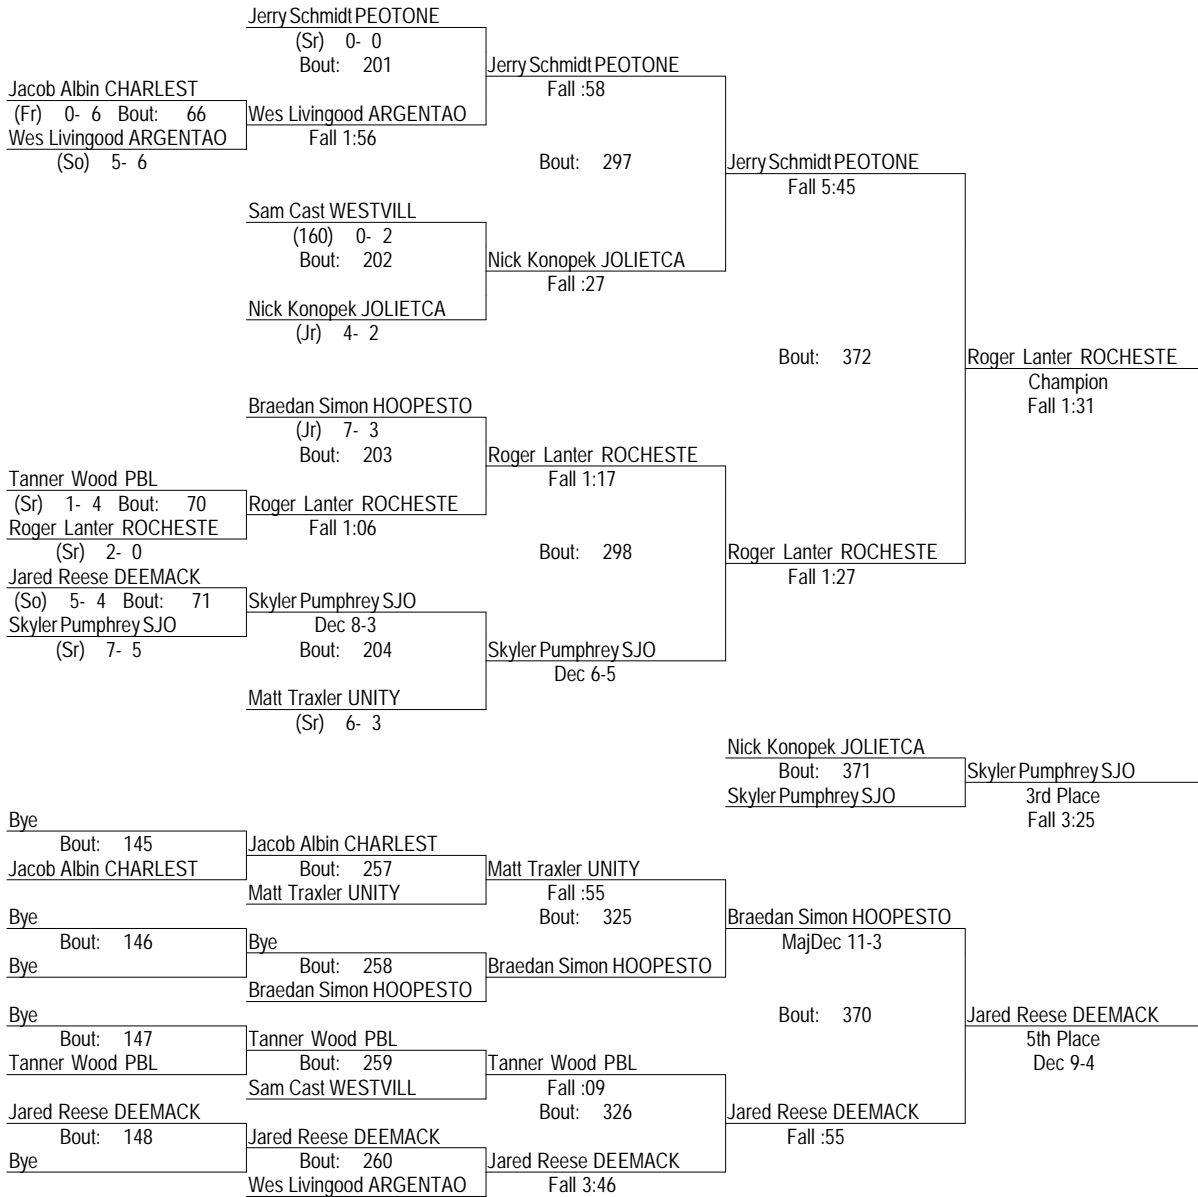 Jerry Schmidt PEOTONE
(Sr) 0- 0
Bout: 201
Jerry Schmidt PEOTONE
Fall :58
Jacob Albin CHARLEST
(Fr) 0- 6 Bout: 66
Wes Livingood ARGENTAO
Wes Livingood ARGENTAO
Fall 1:56
(So) 5- 6
Bout: 297
Jerry Schmidt PEOTONE
Fall 5:45
Sam Cast WESTVILL
(160) 0- 2
Bout: 202
Nick Konopek JOLIETCA
Fall :27
Nick Konopek JOLIETCA
(Jr) 4- 2
Bout: 372
Roger Lanter ROCHESTE
Champion
Fall 1:31
Braedan Simon HOOPESTO
(Jr) 7- 3
Bout: 203
Roger Lanter ROCHESTE
Fall 1:17
Tanner Wood PBL
(Sr) 1- 4 Bout: 70
Roger Lanter ROCHESTE
Roger Lanter ROCHESTE
Fall 1:06
(Sr) 2- 0
Bout: 298
Roger Lanter ROCHESTE
Fall 1:27
Jared Reese DEEMACK
(So) 5- 4 Bout: 71
Skyler Pumphrey SJO
Skyler Pumphrey SJO
Dec 8-3
(Sr) 7- 5
Bout: 204
Skyler Pumphrey SJO
Dec 6-5
Matt Traxler UNITY
(Sr) 6- 3
Nick Konopek JOLIETCA
Bout: 371
Skyler Pumphrey SJO
Skyler Pumphrey SJO
3rd Place
Fall 3:25
Bye
Bout: 145
Jacob Albin CHARLEST
Jacob Albin CHARLEST
Bout: 257
Matt Traxler UNITY
Matt Traxler UNITY
Fall :55
Bout: 325
Braedan Simon HOOPESTO
MajDec 11-3
Bye
Bout: 146
Bye
Bye
Bout: 258
Braedan Simon HOOPESTO
Braedan Simon HOOPESTO
Bout: 370
Jared Reese DEEMACK
5th Place
Dec 9-4
Bye
Bout: 147
Tanner Wood PBL
Tanner Wood PBL
Bout: 259
Sam Cast WESTVILL
Tanner Wood PBL
Fall :09
Bout: 326
Jared Reese DEEMACK
Fall :55
Jared Reese DEEMACK
Bout: 148
Bye
Jared Reese DEEMACK
Bout: 260
Wes Livingood ARGENTAO
Jared Reese DEEMACK
Fall 3:46